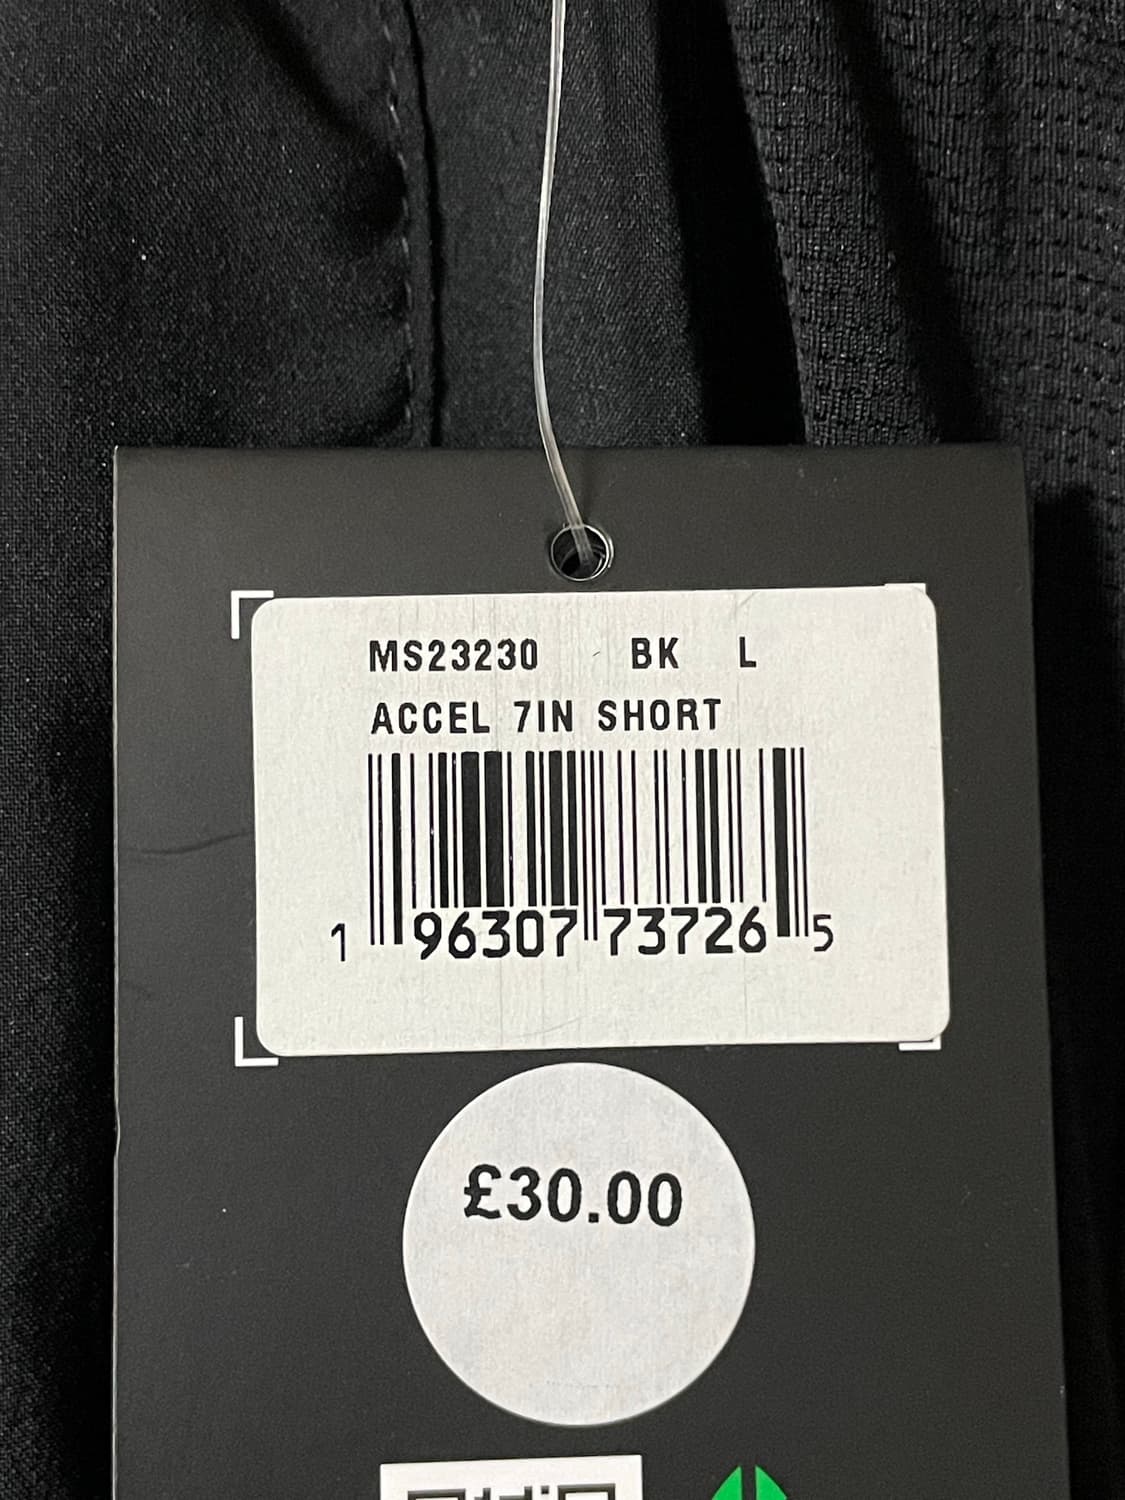 MS23230 BK L
ACCEL 7IN SHORT
1 96307 73726 5
£30.00